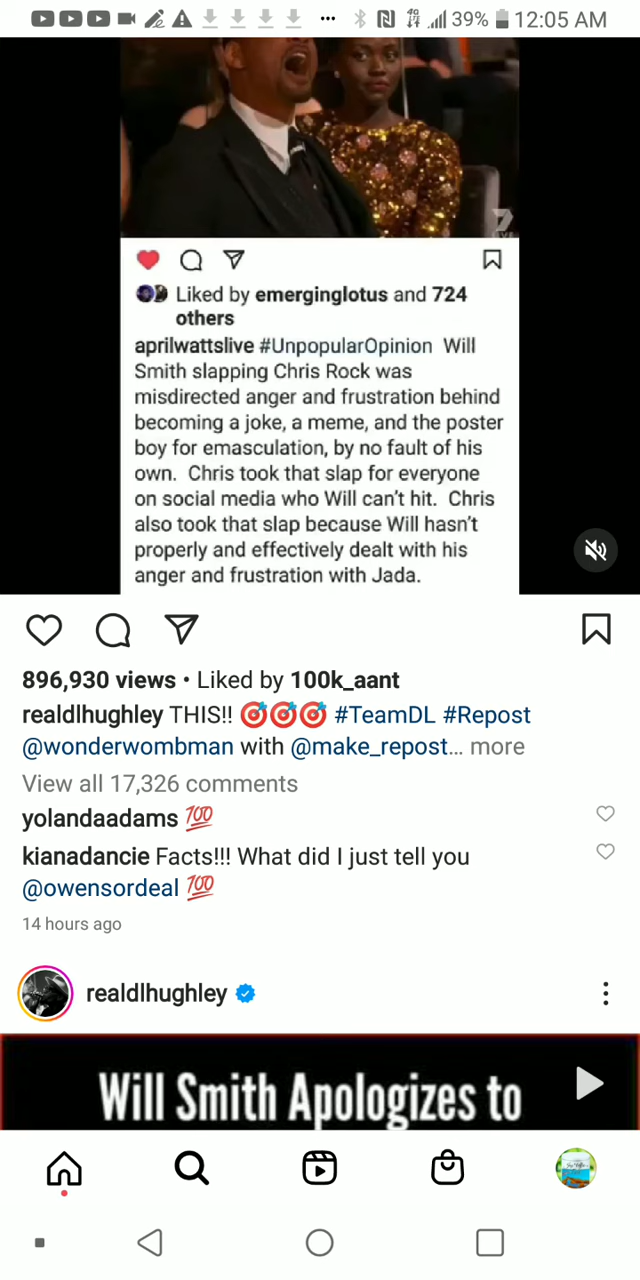 39% 12:05 AM
Liked by emerginglotus and 724
others
aprilwattslive #UnpopularOpinion Will
Smith slapping Chris Rock was
misdirected anger and frustration behind
becoming a joke, a meme, and the poster
boy for emasculation, by no fault of his
own. Chris took that slap for everyone
on social media who Will can't hit. Chris
also took that slap because Will hasn't
properly and effectively dealt with his
anger and frustration with Jada.
896,930 views • Liked by 100k_aant
realdlhughley THIS!! 🎯🎯🎯 #TeamDL #Repost
@wonderwombman with @make_repost... more
View all 17,326 comments
yolandaadams 💯
kianadancie Facts!!! What did I just tell you
@owensordeal 💯
14 hours ago
realdlhughley
Will Smith Apologizes to